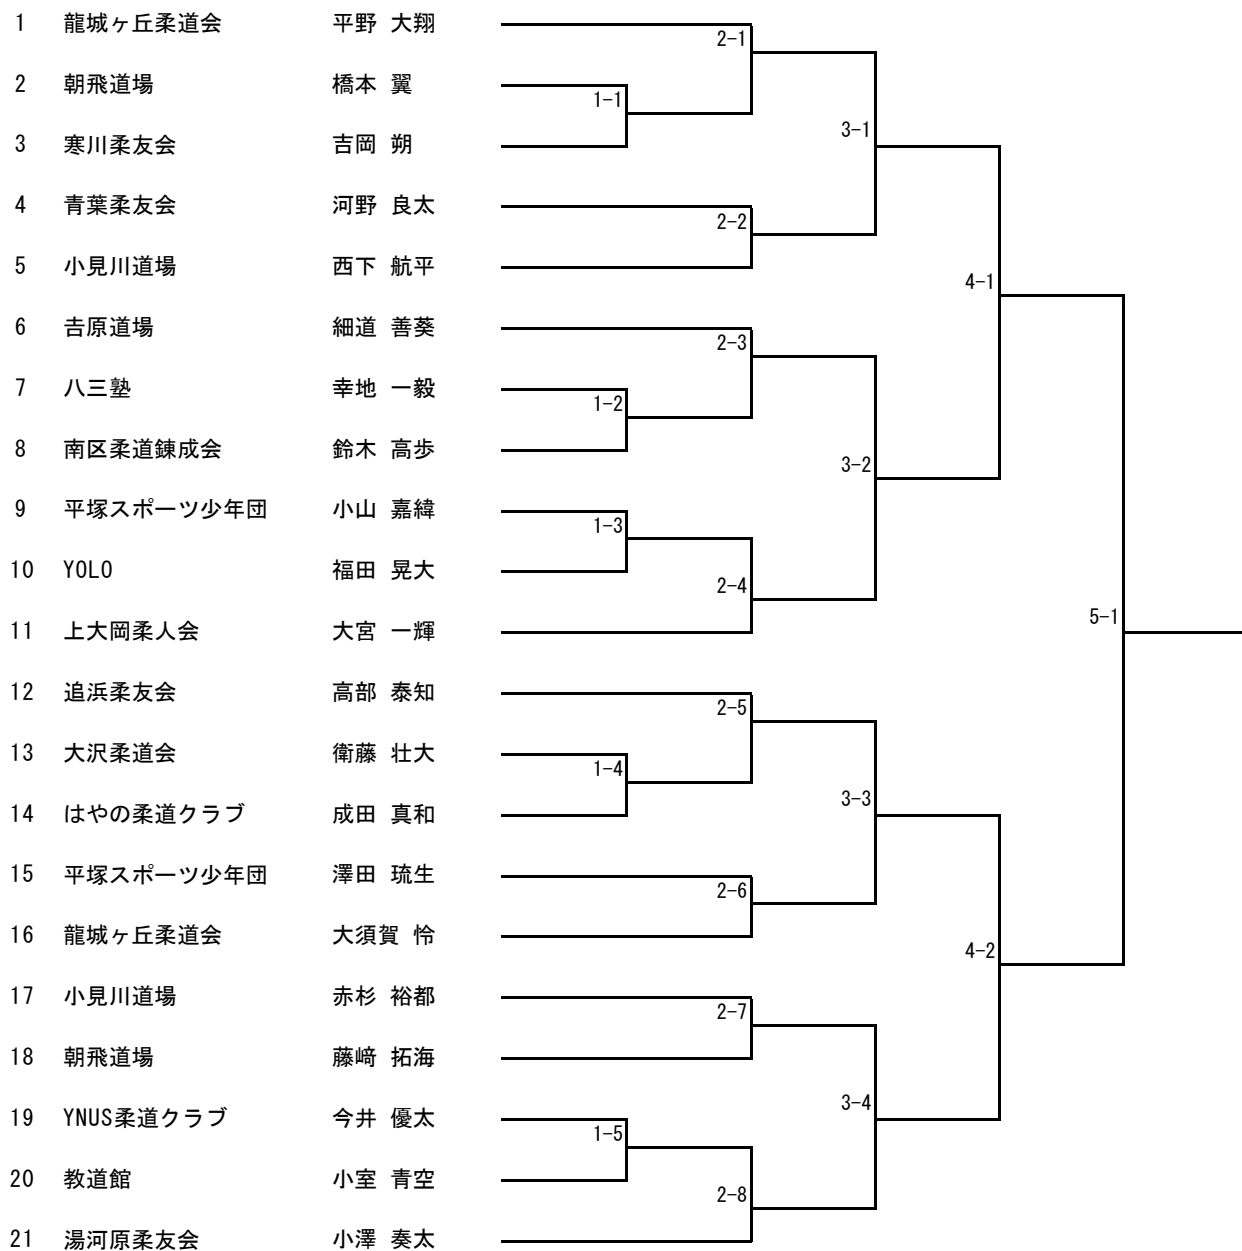 1 龍城ヶ丘柔道会 平野 大翔
2-1
2 朝飛道場 橋本 翼
1-1
3-1
3 寒川柔友会 吉岡 朔
4 青葉柔友会 河野 良太
2-2
5 小見川道場 西下 航平
4-1
6 𠮷原道場 細道 善葵
2-3
7 八三塾 幸地 一毅
1-2
8 南区柔道錬成会 鈴木 高歩
3-2
9 平塚スポーツ少年団 小山 嘉緯
1-3
10 YOLO 福田 晃大
2-4
5-1
11 上大岡柔人会 大宮 一輝
12 追浜柔友会 高部 泰知
2-5
13 大沢柔道会 衛藤 壮大
1-4
3-3
14 はやの柔道クラブ 成田 真和
15 平塚スポーツ少年団 澤田 琉生
2-6
16 龍城ヶ丘柔道会 大須賀 怜
4-2
17 小見川道場 赤杉 裕都
2-7
18 朝飛道場 藤﨑 拓海
3-4
19 YNUS柔道クラブ 今井 優太
1-5
20 教道館 小室 青空
2-8
21 湯河原柔友会 小澤 奏太